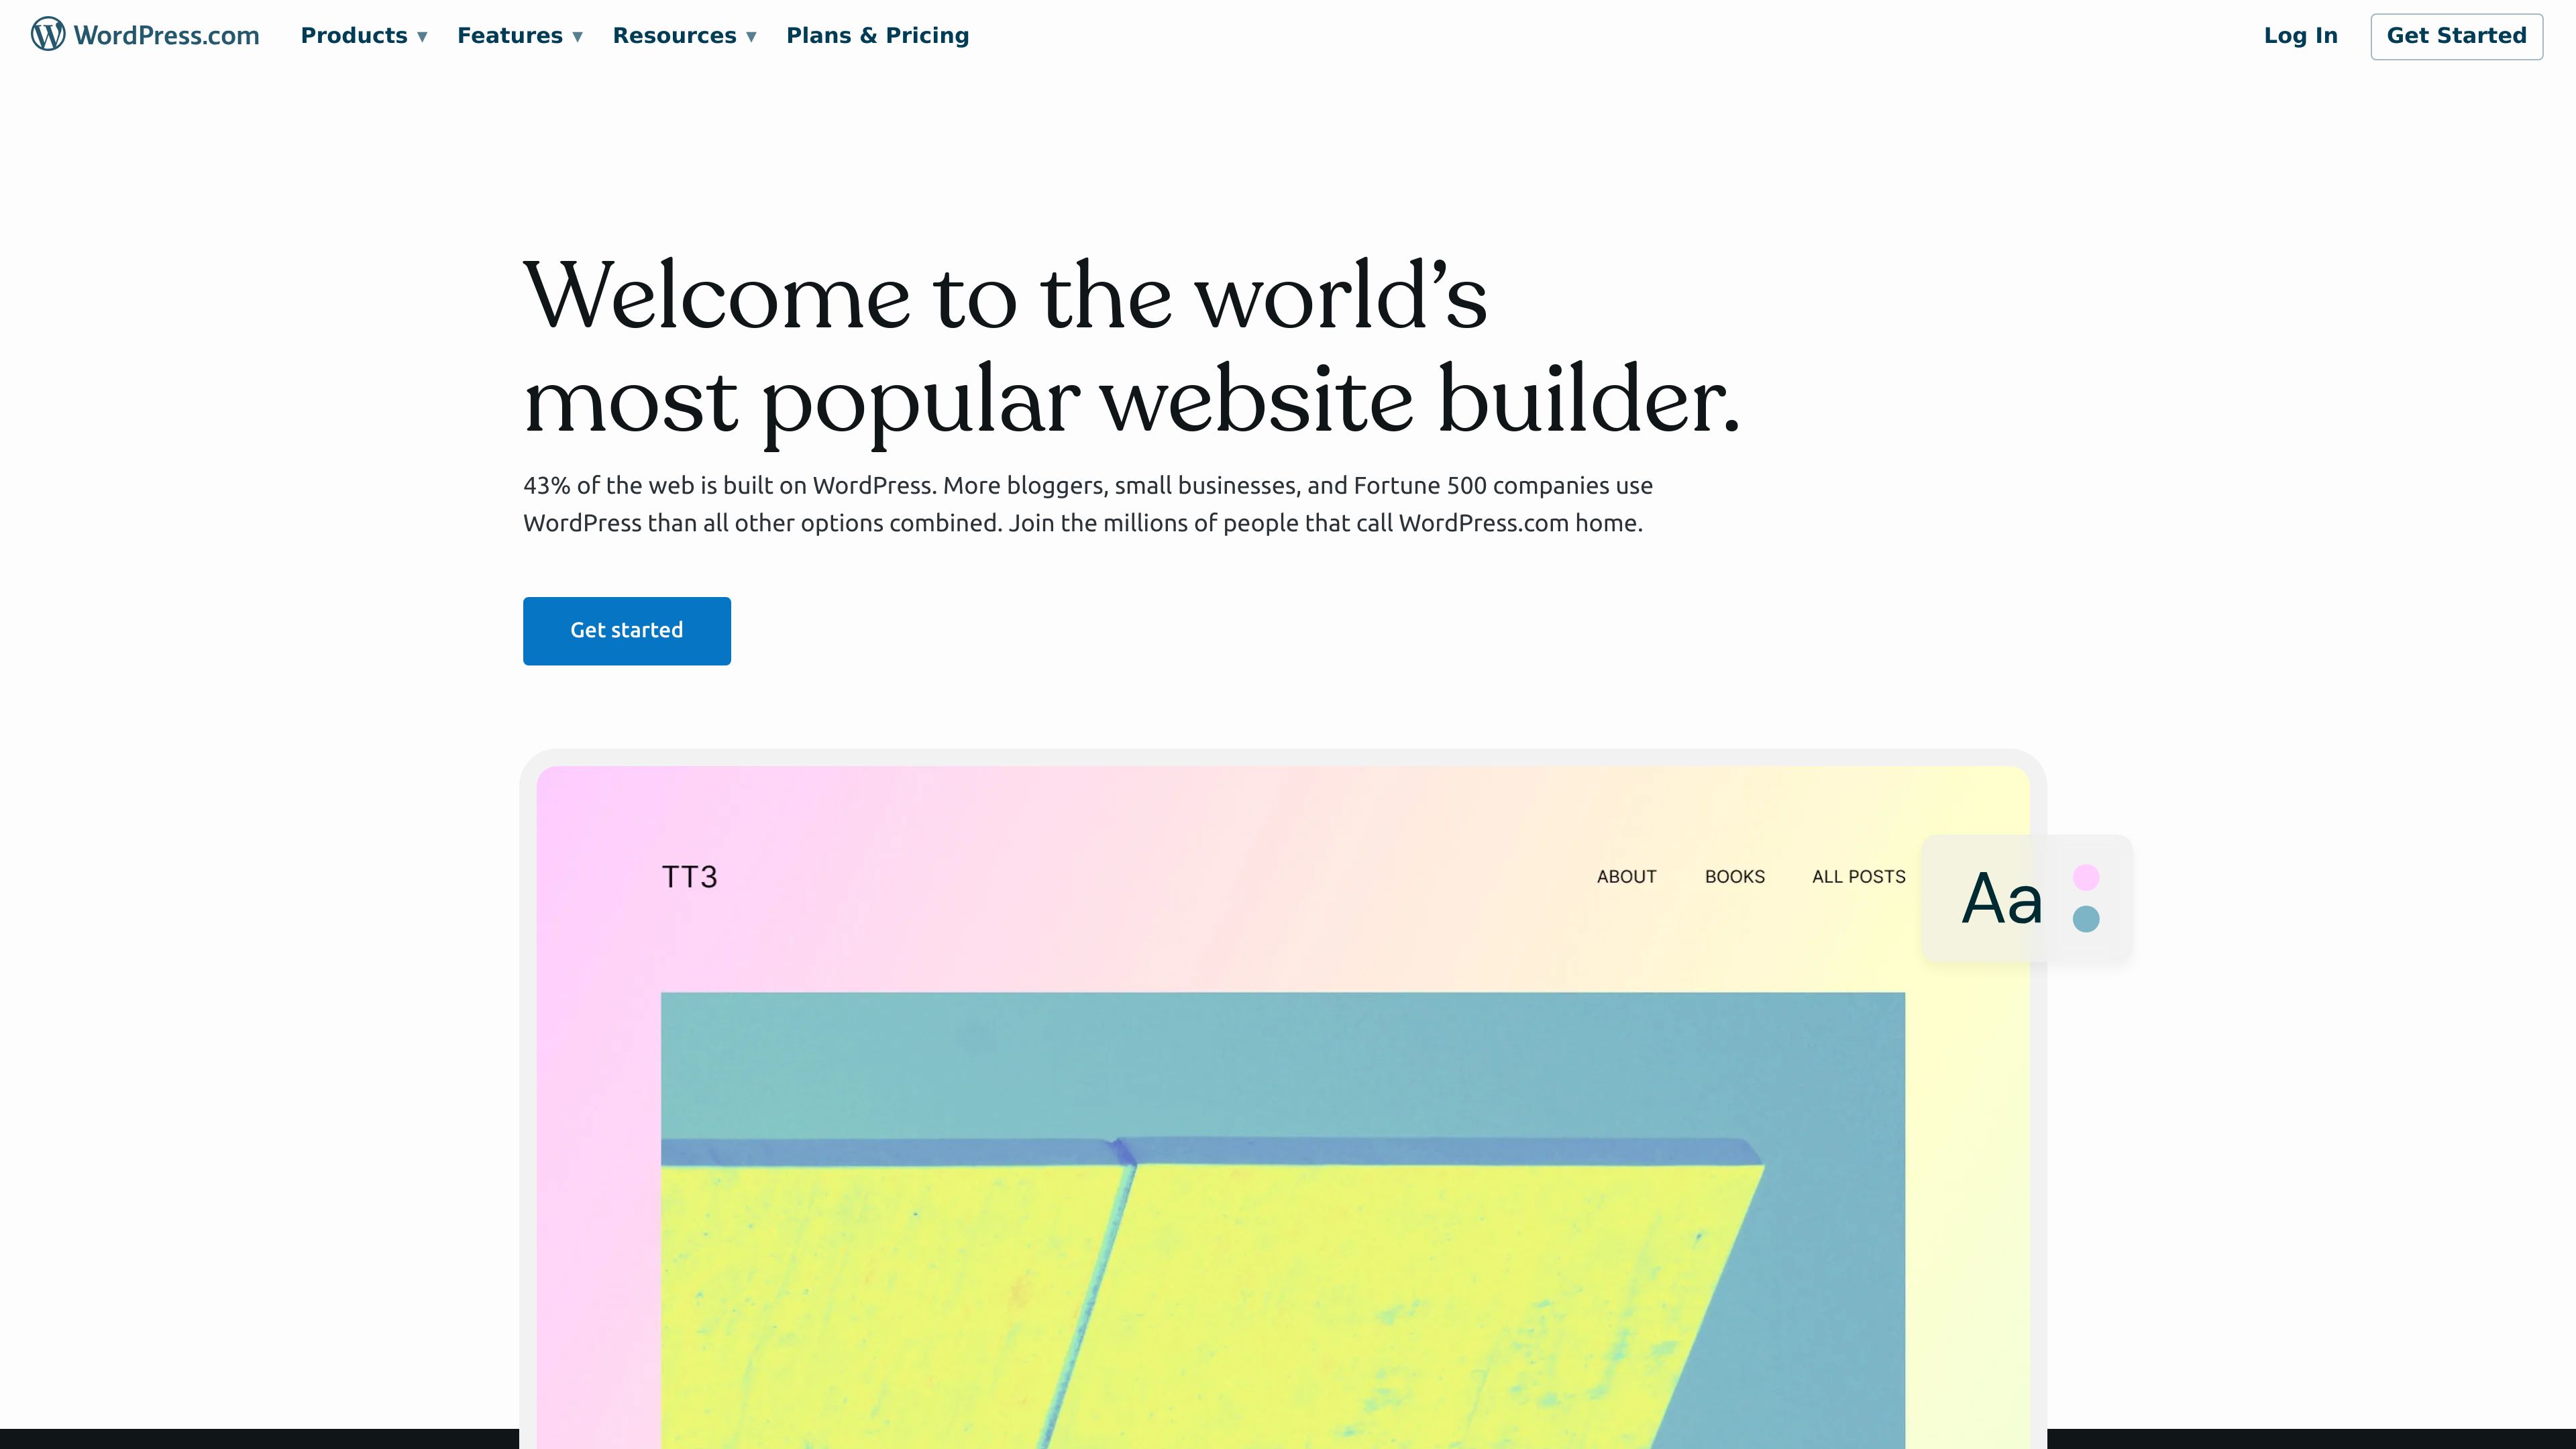 WordPress.com Products ▾ Features ▾ Resources ▾ Plans & Pricing Log In Get Started
Welcome to the world’s
most popular website builder.
43% of the web is built on WordPress. More bloggers, small businesses, and Fortune 500 companies use
WordPress than all other options combined. Join the millions of people that call WordPress.com home.
Get started
TT3 ABOUT BOOKS ALL POSTS
Aa